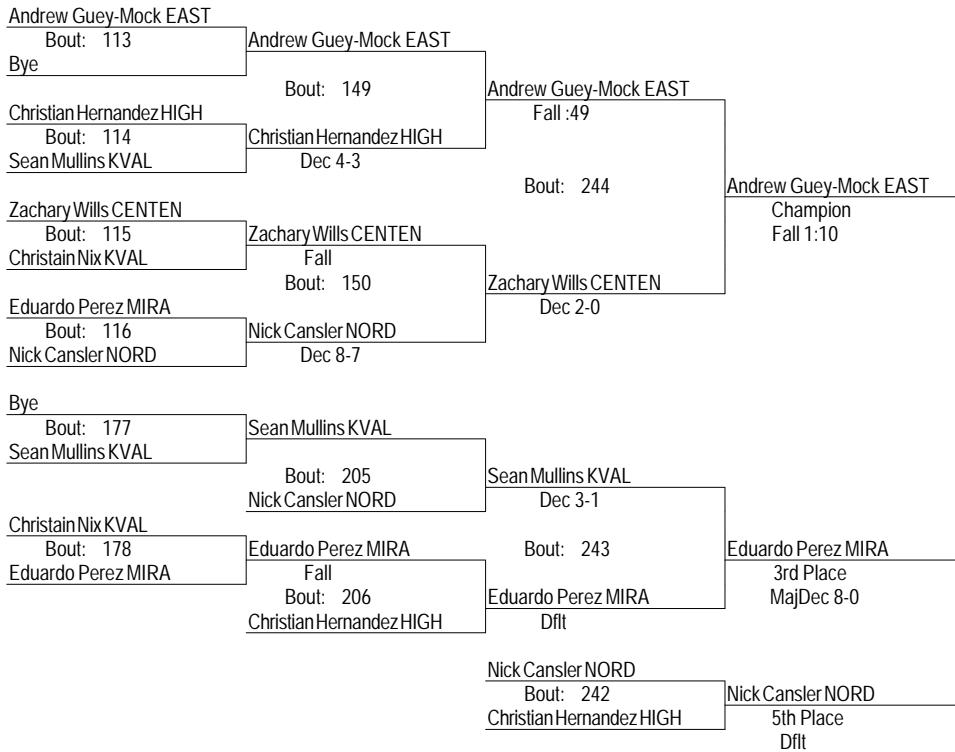 Andrew Guey-Mock EAST
Bout: 113
Bye
Andrew Guey-Mock EAST
Bout: 149
Christian Hernandez HIGH
Bout: 114
Sean Mullins KVAL
Christian Hernandez HIGH
Dec 4-3
Andrew Guey-Mock EAST
Fall :49
Bout: 244
Andrew Guey-Mock EAST
Champion
Fall 1:10
Zachary Wills CENTEN
Bout: 115
Christain Nix KVAL
Zachary Wills CENTEN
Fall
Bout: 150
Eduardo Perez MIRA
Bout: 116
Nick Cansler NORD
Nick Cansler NORD
Dec 8-7
Zachary Wills CENTEN
Dec 2-0
Bye
Bout: 177
Sean Mullins KVAL
Sean Mullins KVAL
Bout: 205
Nick Cansler NORD
Sean Mullins KVAL
Dec 3-1
Christain Nix KVAL
Bout: 178
Eduardo Perez MIRA
Eduardo Perez MIRA
Fall
Bout: 206
Christian Hernandez HIGH
Bout: 243
Eduardo Perez MIRA
Dflt
Eduardo Perez MIRA
3rd Place
MajDec 8-0
Nick Cansler NORD
Bout: 242
Christian Hernandez HIGH
Nick Cansler NORD
5th Place
Dflt